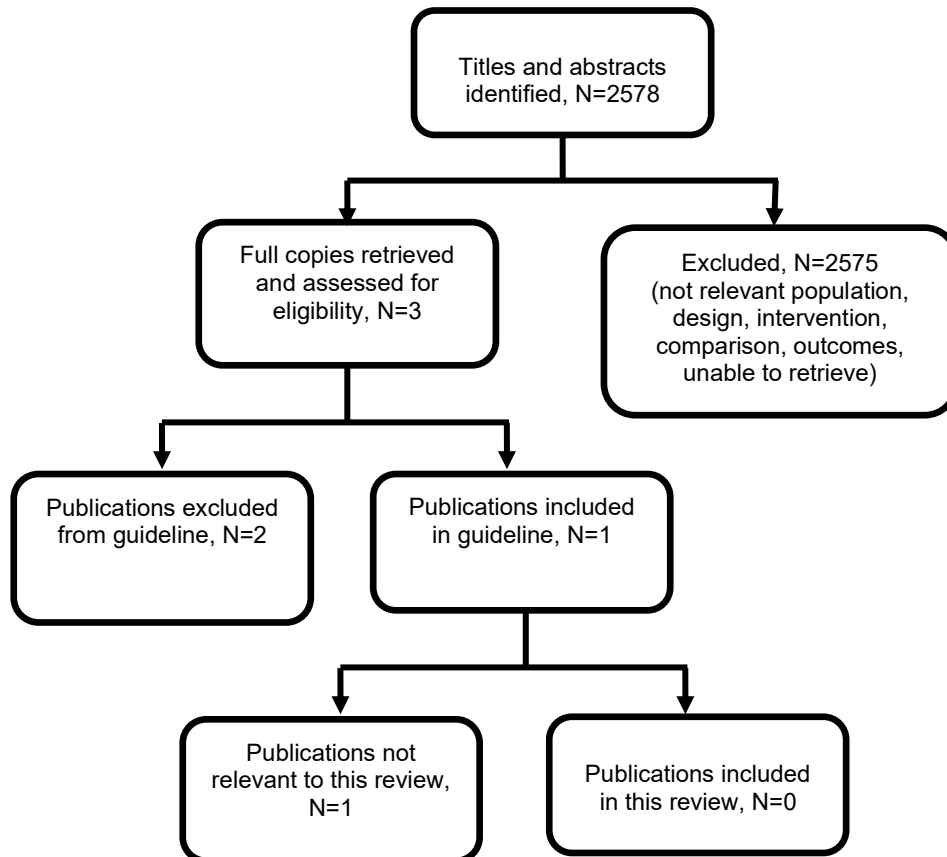 Titles and abstracts
identified, N=2578
Full copies retrieved
and assessed for
eligibility, N=3
Excluded, N=2575
(not relevant population,
design, intervention,
comparison, outcomes,
unable to retrieve)
Publications excluded
from guideline, N=2
Publications included
in guideline, N=1
Publications not
relevant to this review,
N=1
Publications included
in this review, N=0